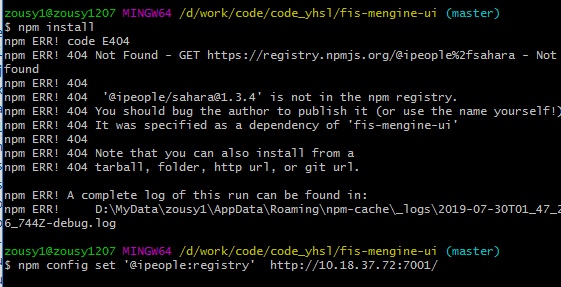 zousy1@zousy1207 MINGW64 /d/work/code/code_yhsl/fis-mengine-ui (master)
$ npm install
npm ERR! code E404
npm ERR! 404 Not Found - GET https://registry.npmjs.org/@ipeople%2fsahara - Not
found
npm ERR! 404
npm ERR! 404  '@ipeople/sahara@1.3.4' is not in the npm registry.
npm ERR! 404 You should bug the author to publish it (or use the name yourself!)
npm ERR! 404 It was specified as a dependency of 'fis-mengine-ui'
npm ERR! 404
npm ERR! 404 Note that you can also install from a
npm ERR! 404 tarball, folder, http url, or git url.
npm ERR! A complete log of this run can be found in:
npm ERR!     D:\MyData\zousy1\AppData\Roaming\npm-cache\_logs\2019-07-30T01_47_2
6_744Z-debug.log
zousy1@zousy1207 MINGW64 /d/work/code/code_yhsl/fis-mengine-ui (master)
$ npm config set '@ipeople:registry'  http://10.18.37.72:7001/